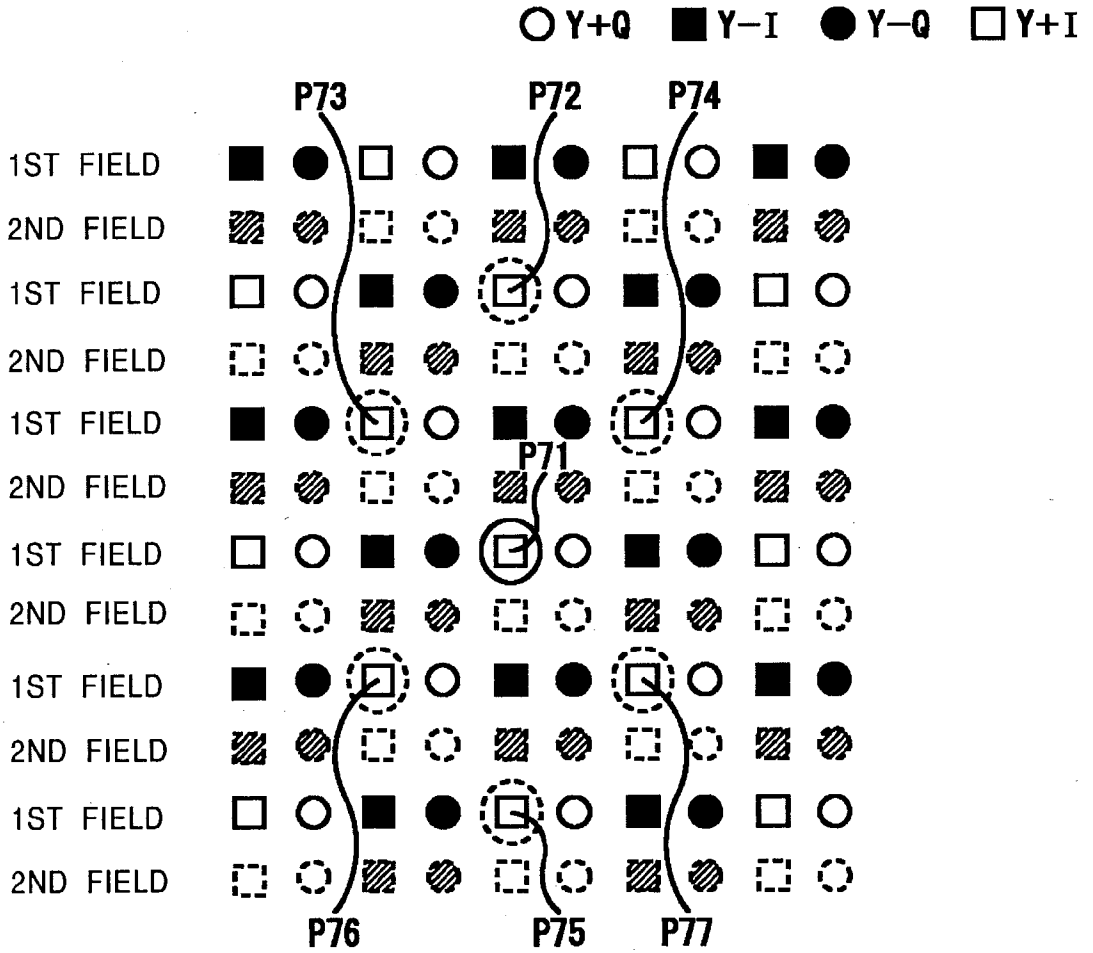 Y+Q Y−I Y−Q Y+I
P73 P72 P74
1ST FIELD
2ND FIELD
1ST FIELD
2ND FIELD
1ST FIELD
P71
2ND FIELD
1ST FIELD
2ND FIELD
1ST FIELD
2ND FIELD
1ST FIELD
2ND FIELD
P76 P75 P77